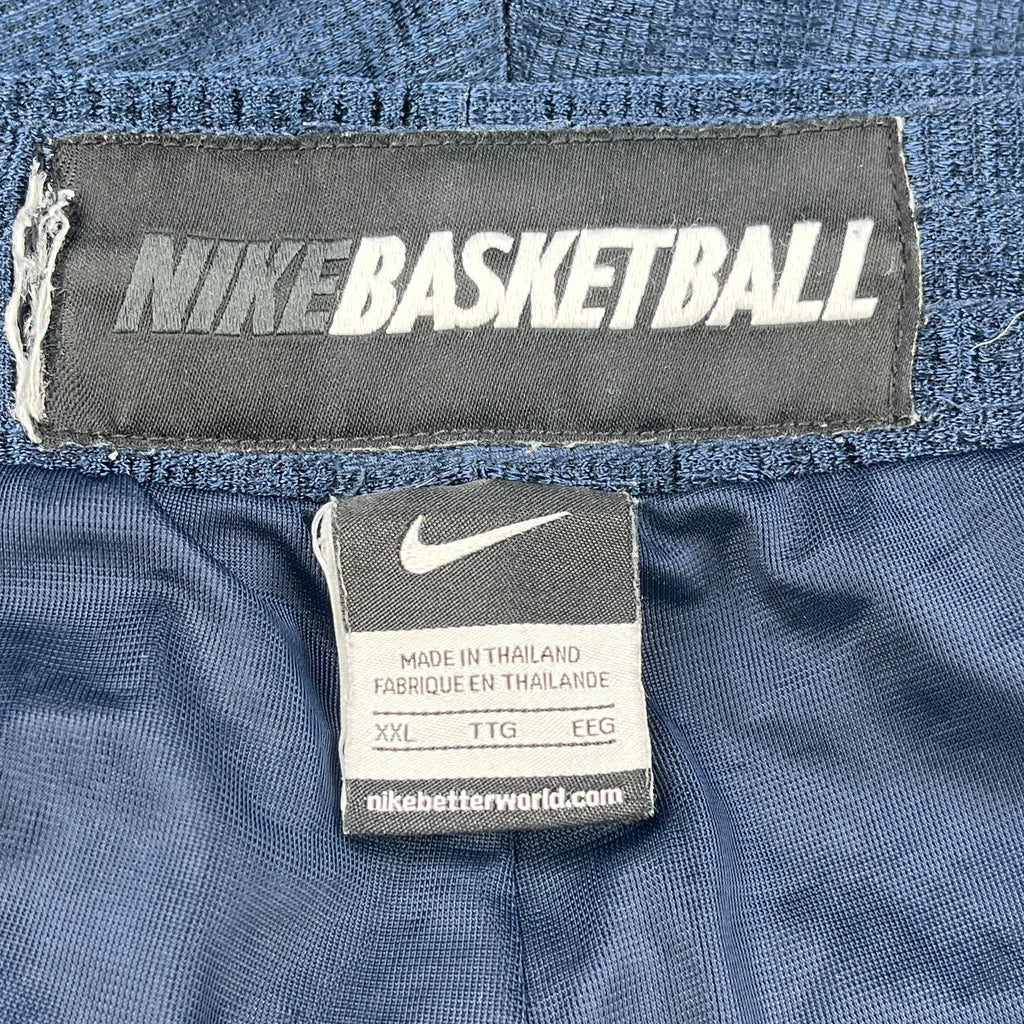 NIKEBASKETBALL
MADE IN THAILAND
FABRIQUE EN THAILANDE
XXL TTG EEG
nikebetterworld.com